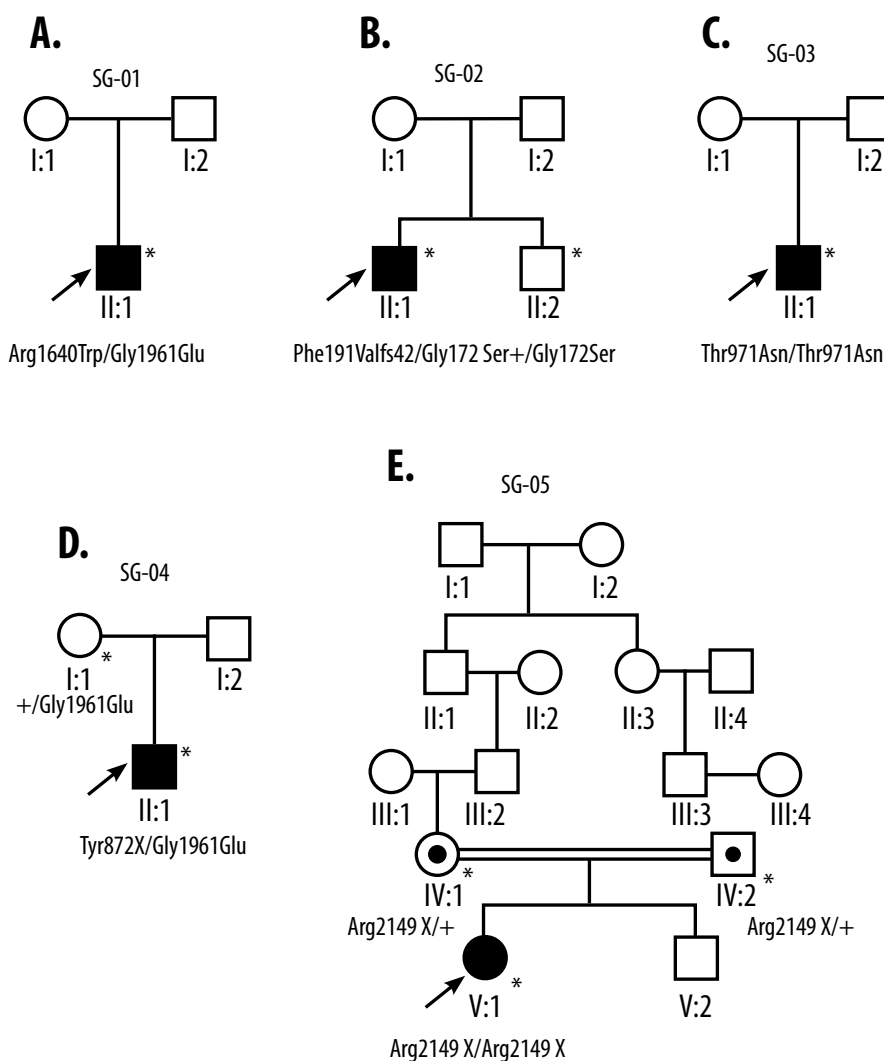 A.
SG-01
I:1
I:2
*
II:1
Arg1640Trp/Gly1961Glu
B.
SG-02
I:1
I:2
*
*
II:1
II:2
Phe191Valfs42/Gly172 Ser+/Gly172Ser
C.
SG-03
I:1
I:2
*
II:1
Thr971Asn/Thr971Asn
D.
SG-04
*
I:1
I:2
+/Gly1961Glu
*
II:1
Tyr872X/Gly1961Glu
E.
SG-05
I:1
I:2
II:1
II:2
II:3
II:4
III:1
III:2
III:3
III:4
*
*
IV:1
IV:2
Arg2149 X/+
Arg2149 X/+
*
V:1
V:2
Arg2149 X/Arg2149 X